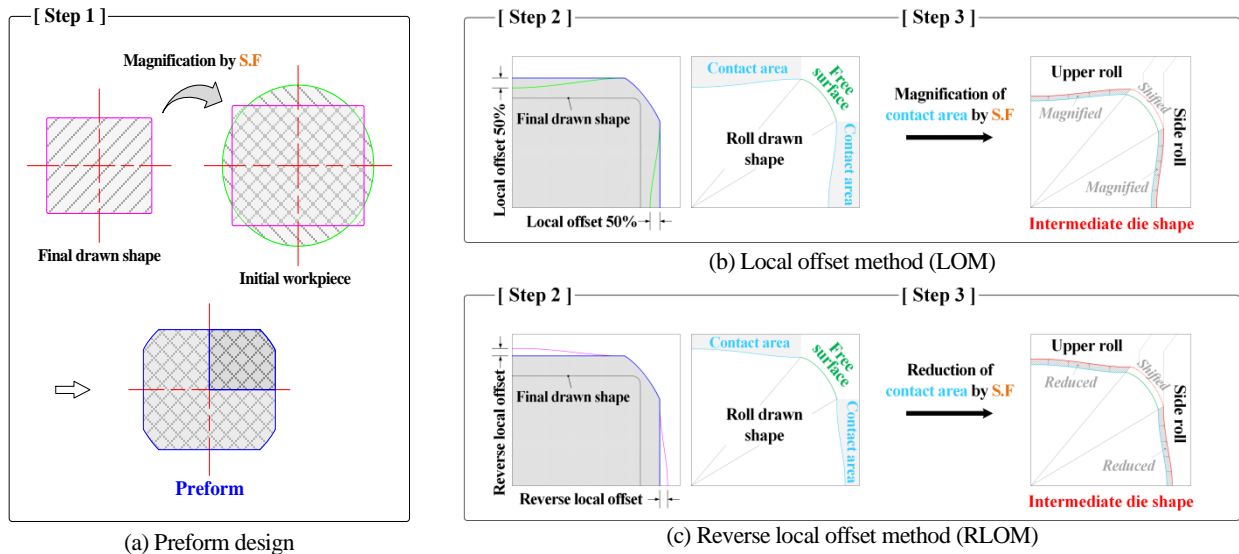 [ Step 1 ]
Magnification by S.F
Final drawn shape
Initial workpiece
Preform
(a) Preform design
[ Step 2 ]
[ Step 3 ]
Local offset 50%
Final drawn shape
Local offset 50%
Contact area
Free
surface
Roll drawn
shape
Contact area
Magnification of
contact area by S.F
Upper roll
Shifted
Magnified
Side roll
Magnified
Intermediate die shape
(b) Local offset method (LOM)
[ Step 2 ]
[ Step 3 ]
Reverse local offset
Final drawn shape
Reverse local offset
Contact area
Free
surface
Roll drawn
shape
Contact area
Reduction of
contact area by S.F
Upper roll
Shifted
Reduced
Side roll
Reduced
Intermediate die shape
(c) Reverse local offset method (RLOM)